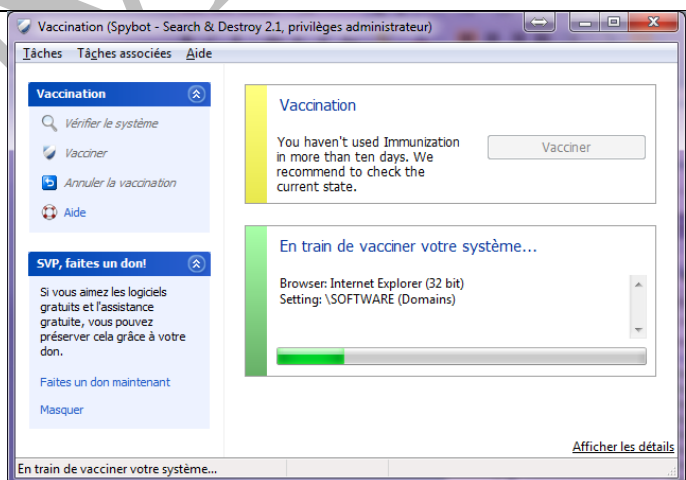 Vaccination (Spybot - Search & Destroy 2.1, privilèges administrateur)
Tâches Tâches associées Aide
Vaccination
Vérifier le système
Vacciner
Annuler la vaccination
Aide
SVP, faites un don!
Si vous aimez les logiciels
gratuits et l'assistance
gratuite, vous pouvez
préserver cela grâce à votre
don.
Faites un don maintenant
Masquer
Vaccination
You haven't used Immunization
in more than ten days. We
recommend to check the
current state.
Vacciner
En train de vacciner votre système...
Browser: Internet Explorer (32 bit)
Setting: \SOFTWARE (Domains)
Afficher les détails
En train de vacciner votre système...